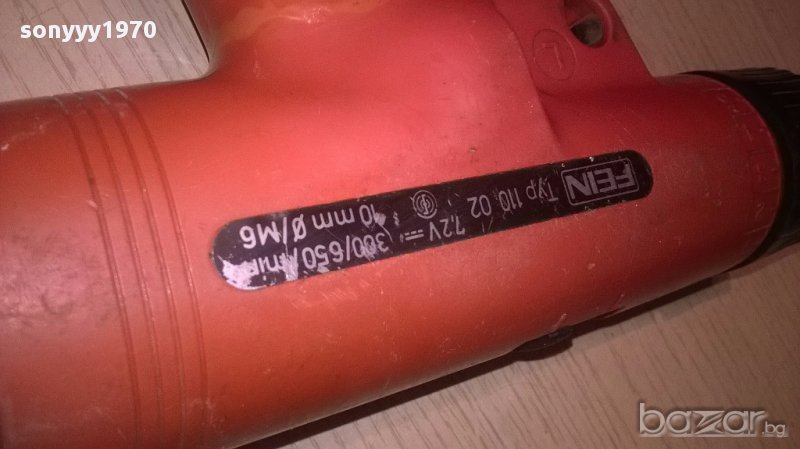 sonyyy1970
FEIN
Typ 110 02
7,2V 300/650/min
10 mm Ø/M6
bazar.bg